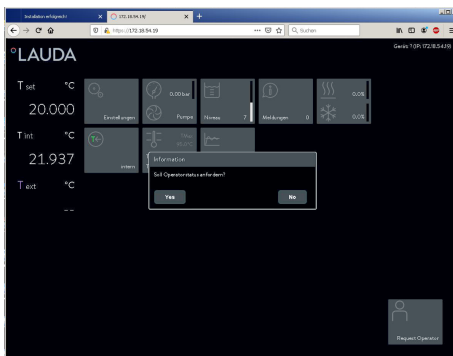 Installation erfolgreich!
172.18.54.19/
https://172.18.54.19
Suchen
°LAUDA
Gerät ? (IP: 172.18.54.19)
T set °C
20.000
T int °C
21.937
T ext °C
--
Einstellungen
0.00 bar
Pumpe
Niveau 7
Meldungen 0
0.0%
0.0%
intern
Information
Soll Operatorstatus anfordern?
Yes
No
Request Operator